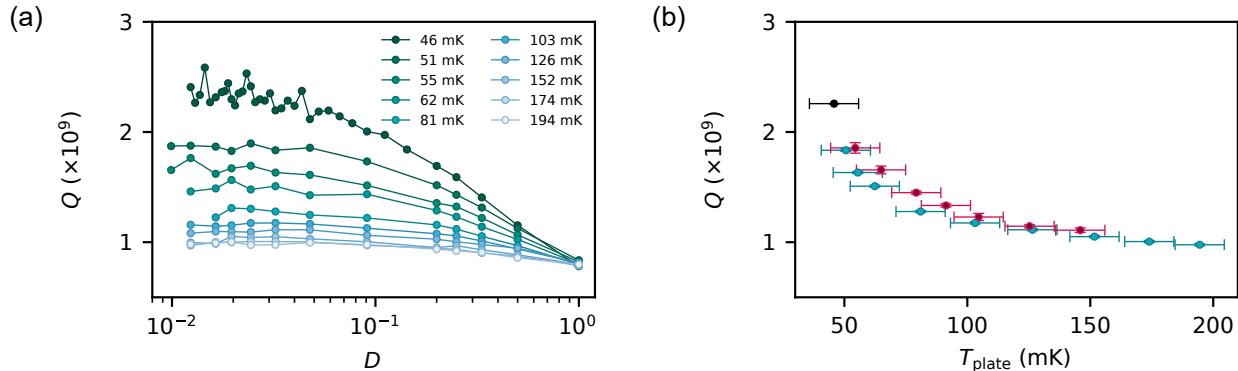 (a)
3
2
1
Q (×10⁹)
10⁻²
10⁻¹
10⁰
D
46 mK
51 mK
55 mK
62 mK
81 mK
103 mK
126 mK
152 mK
174 mK
194 mK
(b)
3
2
1
Q (×10⁹)
50
100
150
200
T_plate (mK)